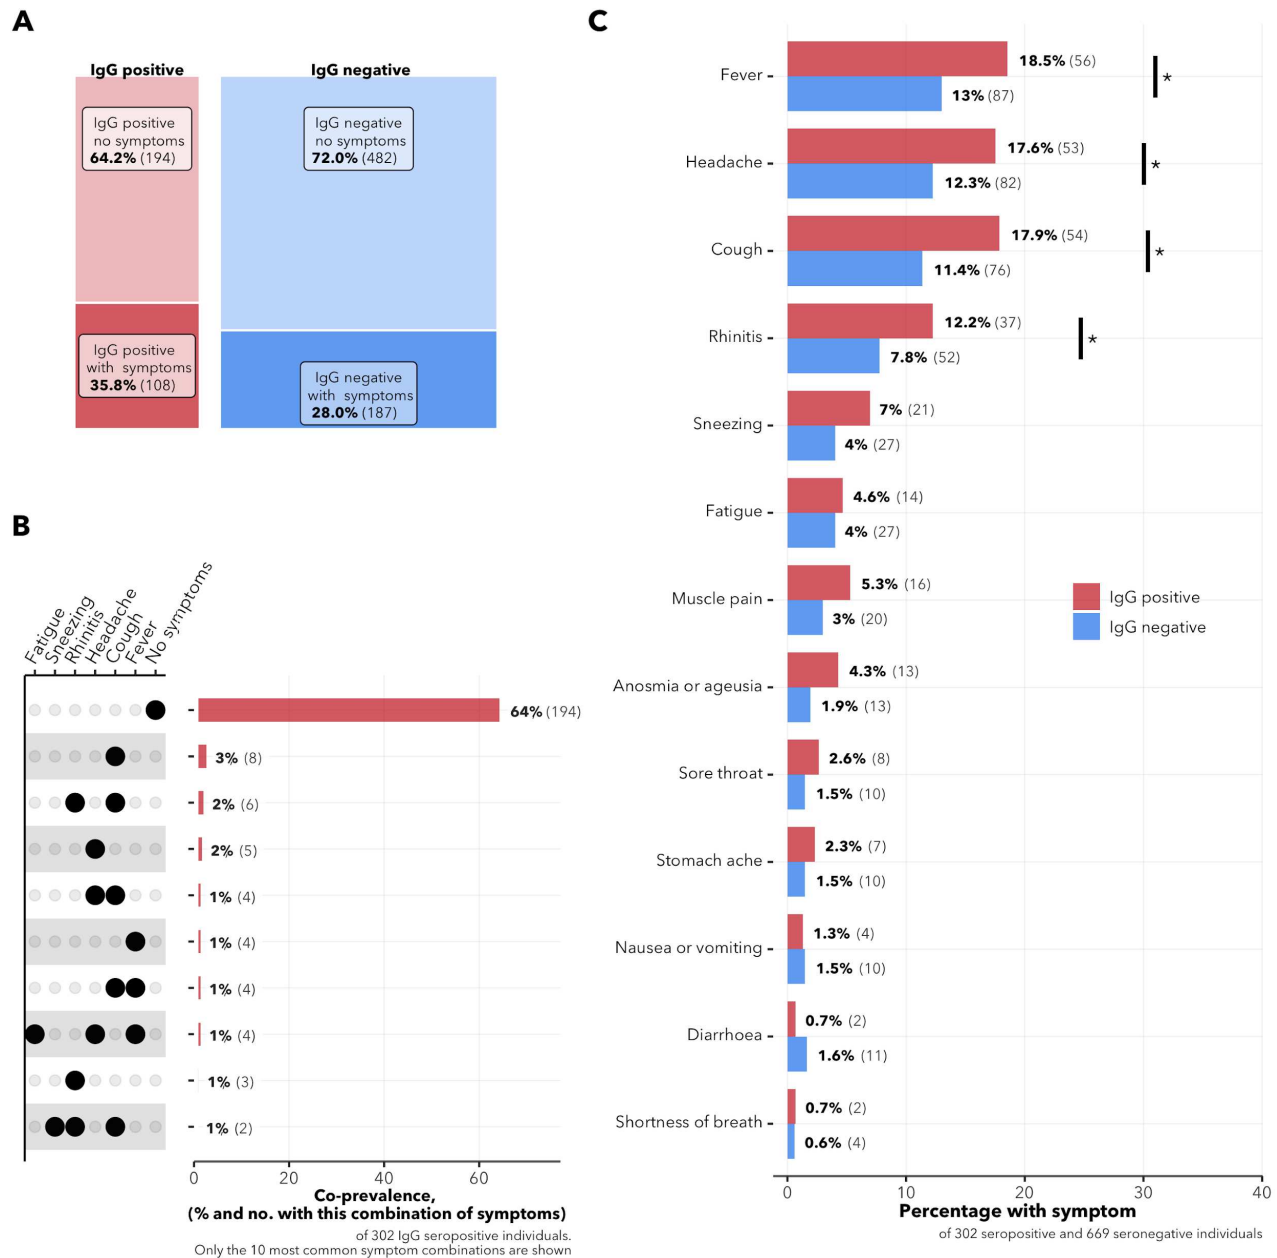 A
IgG positive
IgG negative
IgG positive
no symptoms
64.2% (194)
IgG negative
no symptoms
72.0% (482)
IgG positive
with symptoms
35.8% (108)
IgG negative
with symptoms
28.0% (187)
B
Fatigue
Sneezing
Rhinitis
Headache
Cough
Fever
No symptoms
64% (194)
3% (8)
2% (6)
2% (5)
1% (4)
1% (4)
1% (4)
1% (4)
1% (3)
1% (2)
0 20 40 60
Co-prevalence,
(% and no. with this combination of symptoms)
of 302 IgG seropositive individuals.
Only the 10 most common symptom combinations are shown
C
Fever
18.5% (56)
13% (87)
*
Headache
17.6% (53)
12.3% (82)
*
Cough
17.9% (54)
11.4% (76)
*
Rhinitis
12.2% (37)
7.8% (52)
*
Sneezing
7% (21)
4% (27)
Fatigue
4.6% (14)
4% (27)
Muscle pain
5.3% (16)
3% (20)
IgG positive
IgG negative
Anosmia or ageusia
4.3% (13)
1.9% (13)
Sore throat
2.6% (8)
1.5% (10)
Stomach ache
2.3% (7)
1.5% (10)
Nausea or vomiting
1.3% (4)
1.5% (10)
Diarrhoea
0.7% (2)
1.6% (11)
Shortness of breath
0.7% (2)
0.6% (4)
0 10 20 30 40
Percentage with symptom
of 302 seropositive and 669 seronegative individuals